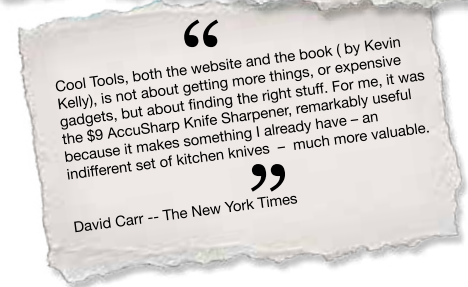 “
Cool Tools, both the website and the book ( by Kevin
Kelly), is not about getting more things, or expensive
gadgets, but about finding the right stuff. For me, it was
the $9 AccuSharp Knife Sharpener, remarkably useful
because it makes something I already have – an
indifferent set of kitchen knives – much more valuable.
”
David Carr -- The New York Times